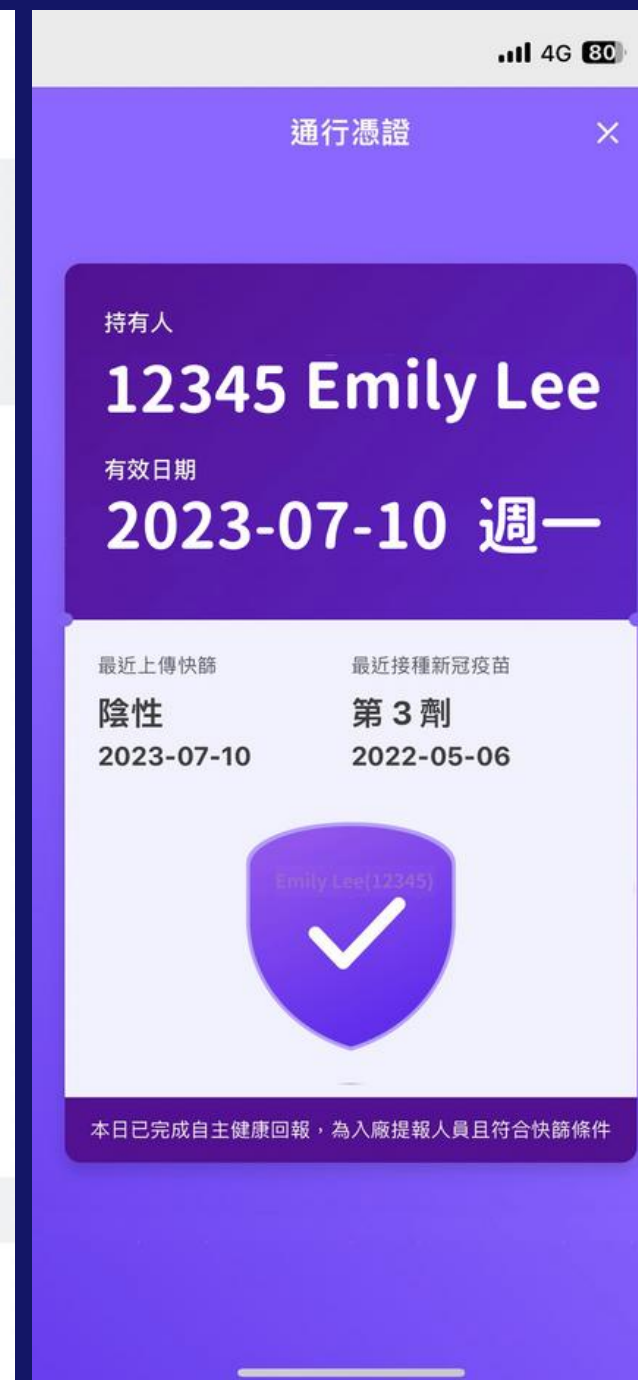 4G 80
通行憑證
持有人
12345 Emily Lee
有效日期
2023-07-10 週一
最近上傳快篩 最近接種新冠疫苗
陰性 第 3 劑
2023-07-10 2022-05-06
Emily Lee(12345)
本日已完成自主健康回報，為入廠提報人員且符合快篩條件